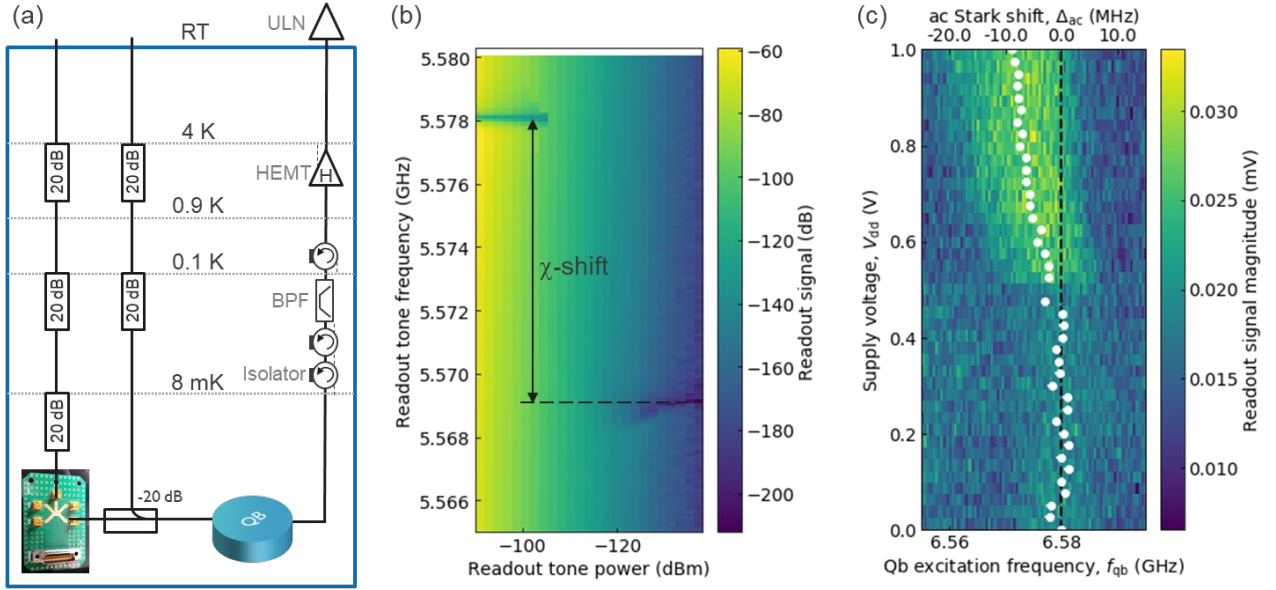 (a)
ULN
RT
4 K
20 dB
20 dB
HEMT
H
0.9 K
0.1 K
20 dB
20 dB
BPF
Isolator
8 mK
20 dB
-20 dB
QB
(b)
5.580
5.578
5.576
5.574
5.572
5.570
5.568
5.566
Readout tone frequency (GHz)
χ-shift
−100
−120
Readout tone power (dBm)
−60
−80
−100
−120
−140
−160
−180
−200
Readout signal (dB)
(c)
ac Stark shift, Δac (MHz)
-20.0
-10.0
0.0
10.0
1.0
0.8
0.6
0.4
0.2
0.0
Supply voltage, Vdd (V)
6.56
6.58
Qb excitation frequency, fqb (GHz)
0.030
0.025
0.020
0.015
0.010
Readout signal magnitude (mV)